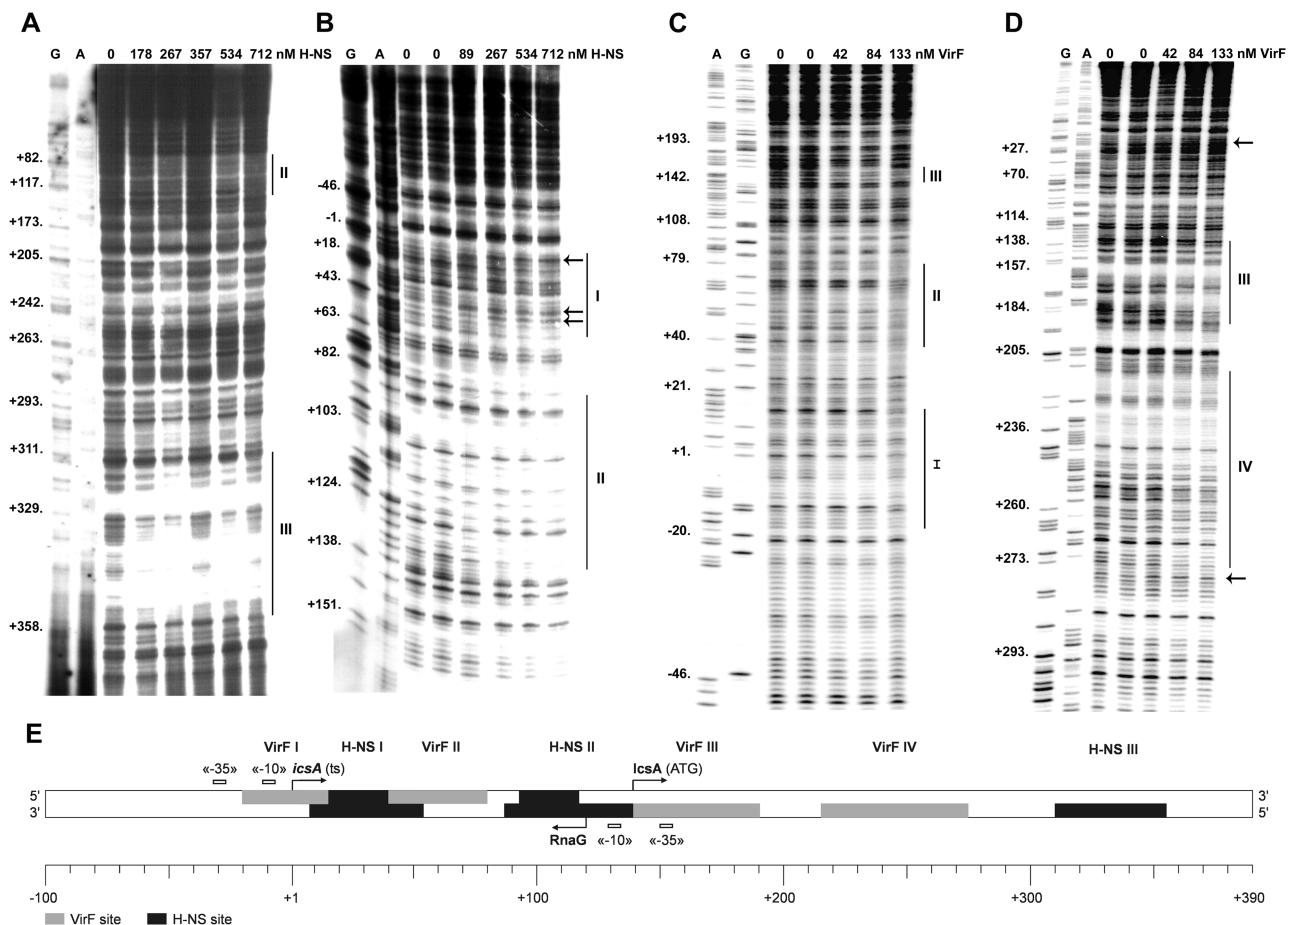 A
G A 0 178 267 357 534 712 nM H-NS
+82.
+117.
+173.
+205.
+242.
+263.
+293.
+311.
+329.
+358.
II
III
B
G A 0 0 89 267 534 712 nM H-NS
-46.
-1.
+18.
+43.
+63.
+82.
+103.
+124.
+138.
+151.
I
II
C
A G 0 0 42 84 133 nM VirF
+193.
+142.
+108.
+79.
+40.
+21.
+1.
-20.
-46.
III
II
I
D
G A 0 0 42 84 133 nM VirF
+27.
+70.
+114.
+138.
+157.
+184.
+205.
+236.
+260.
+273.
+293.
III
IV
E
VirF I H-NS I VirF II H-NS II VirF III VirF IV H-NS III
«-35» «-10» icsA (ts) IcsA (ATG)
5' 3'
3' 5'
RnaG «-10» «-35»
-100 +1 +100 +200 +300 +390
VirF site H-NS site